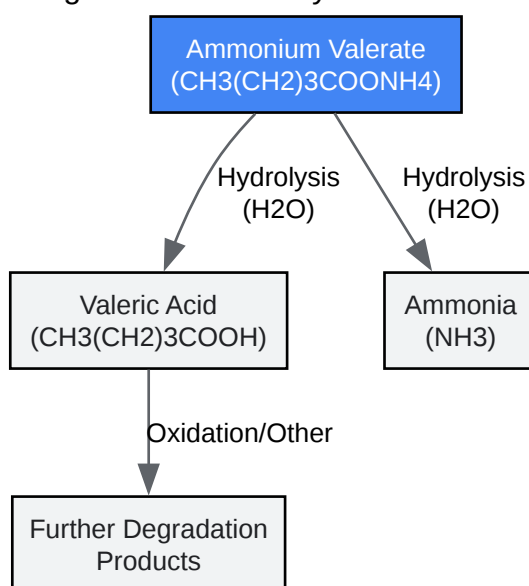 Ammonium Valerate
(CH3(CH2)3COONH4)
Hydrolysis
(H2O)
Hydrolysis
(H2O)
Valeric Acid
(CH3(CH2)3COOH)
Ammonia
(NH3)
Oxidation/Other
Further Degradation
Products